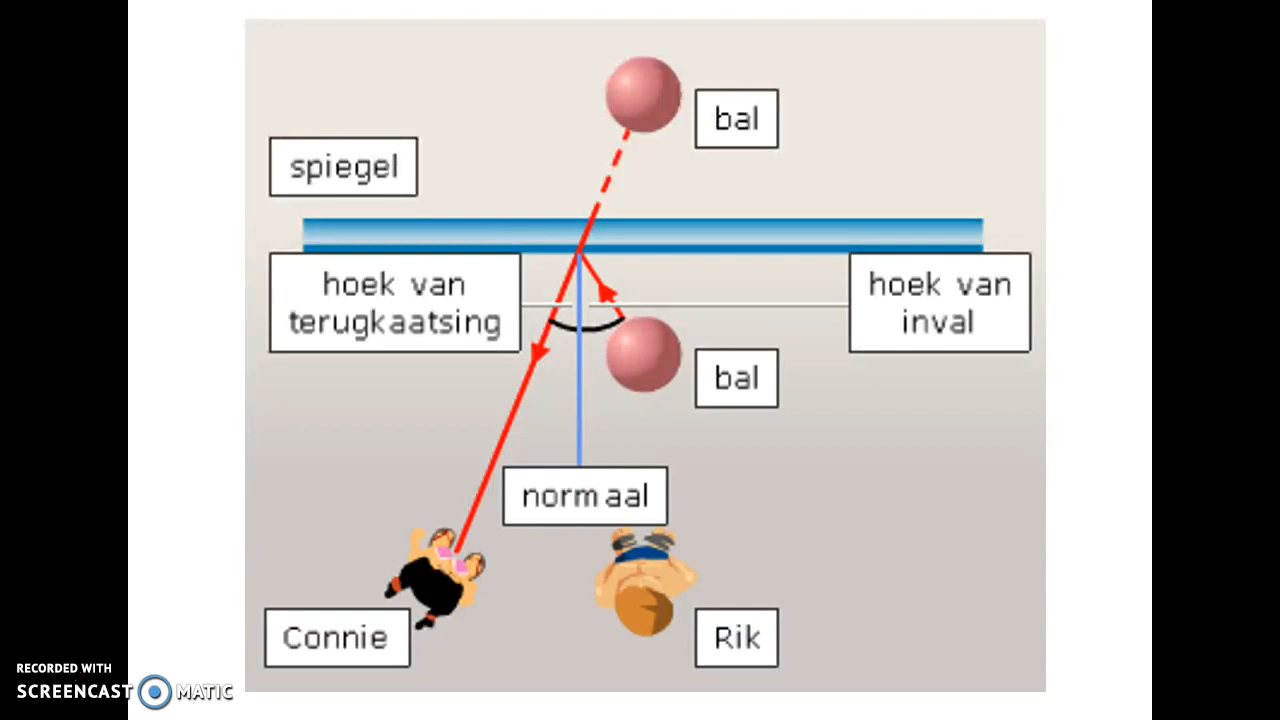 bal
spiegel
hoek van
terugkaatsing
hoek van
inval
bal
normaal
Connie
Rik
RECORDED WITH
SCREENCAST MATIC